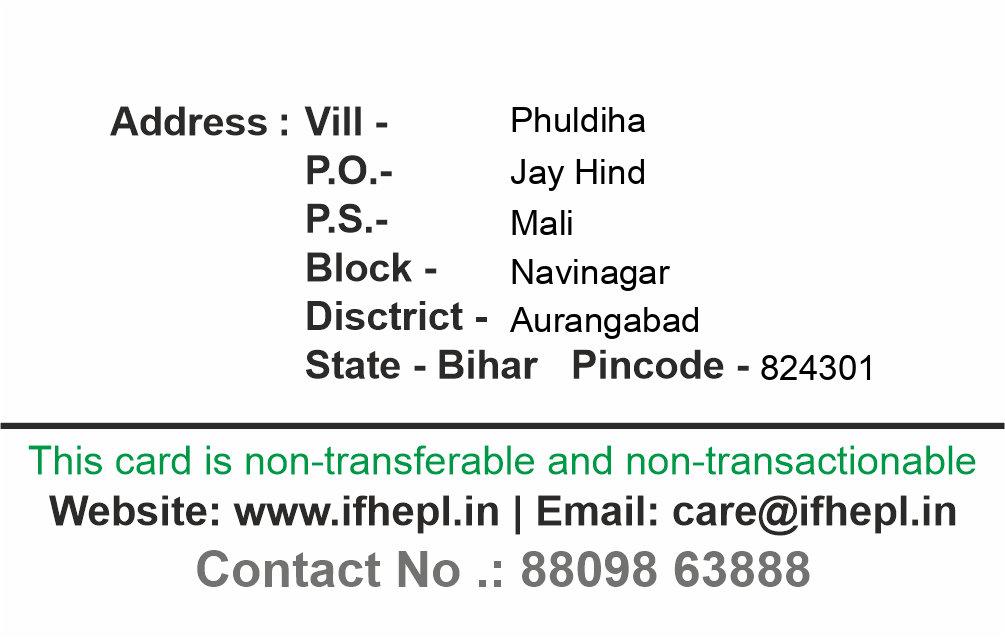 Address : Vill - Phuldiha
P.O.- Jay Hind
P.S.- Mali
Block - Navinagar
Disctrict - Aurangabad
State - Bihar Pincode - 824301
This card is non-transferable and non-transactionable
Website: www.ifhepl.in | Email: care@ifhepl.in
Contact No .: 88098 63888